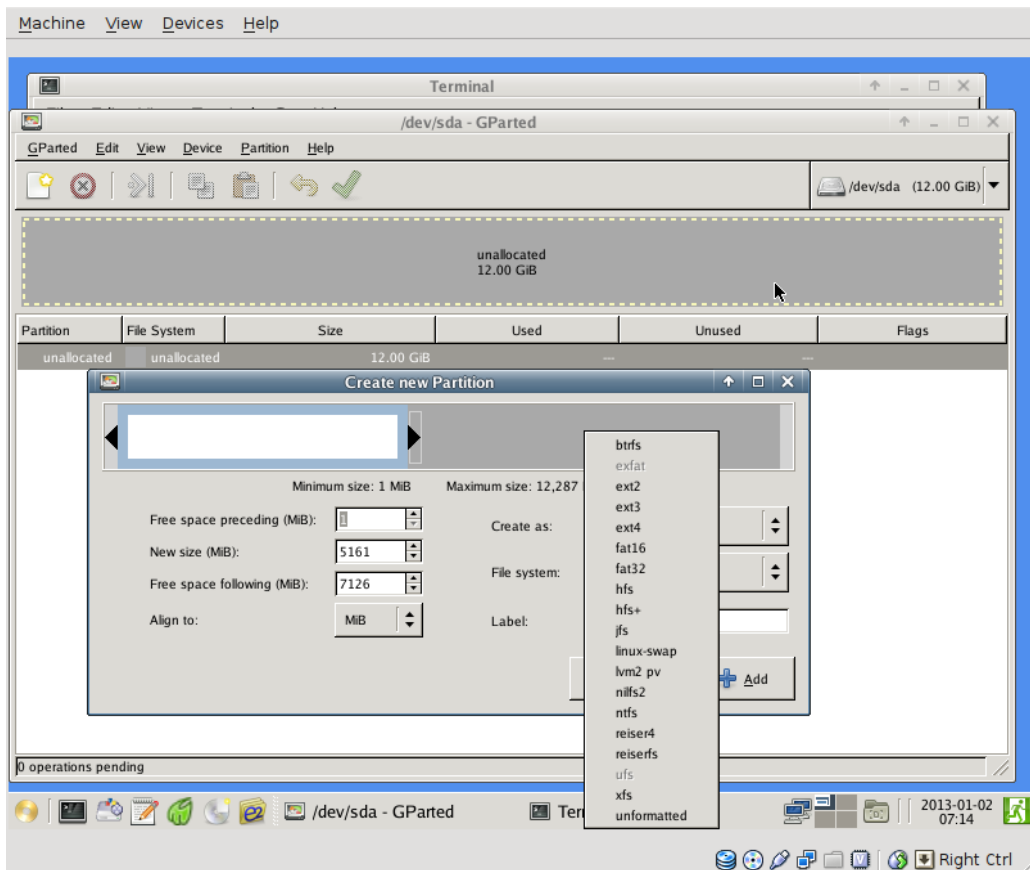 Machine View Devices Help
Terminal
/dev/sda - GParted
GParted Edit View Device Partition Help
/dev/sda (12.00 GiB)
unallocated
12.00 GiB
Partition File System Size Used Unused Flags
unallocated unallocated 12.00 GiB --- ---
Create new Partition
Minimum size: 1 MiB Maximum size: 12,287
Free space preceding (MiB): 1
New size (MiB): 5161
Free space following (MiB): 7126
Align to: MiB
Create as:
File system:
Label:
Add
btrfs
exfat
ext2
ext3
ext4
fat16
fat32
hfs
hfs+
jfs
linux-swap
lvm2 pv
nilfs2
ntfs
reiser4
reiserfs
ufs
xfs
unformatted
0 operations pending
/dev/sda - GParted Ter 2013-01-02
07:14
Right Ctrl